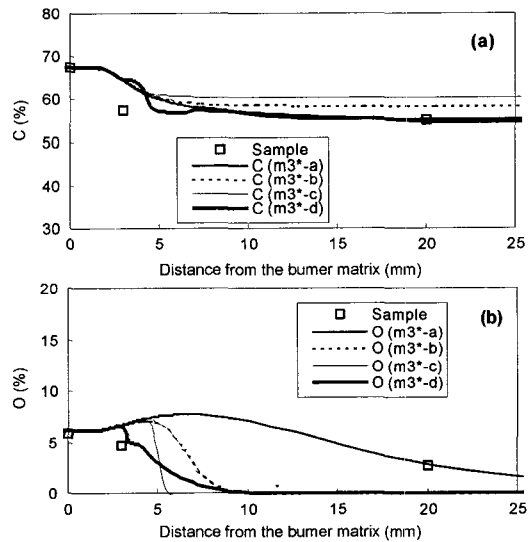 80
(a)
70
60
50
40
30
C (%)
Sample
C (m3*-a)
C (m3*-b)
C (m3*-c)
C (m3*-d)
0 5 10 15 20 25
Distance from the burner matrix (mm)
20
(b)
15
10
5
0
O (%)
Sample
O (m3*-a)
O (m3*-b)
O (m3*-c)
O (m3*-d)
0 5 10 15 20 25
Distance from the burner matrix (mm)